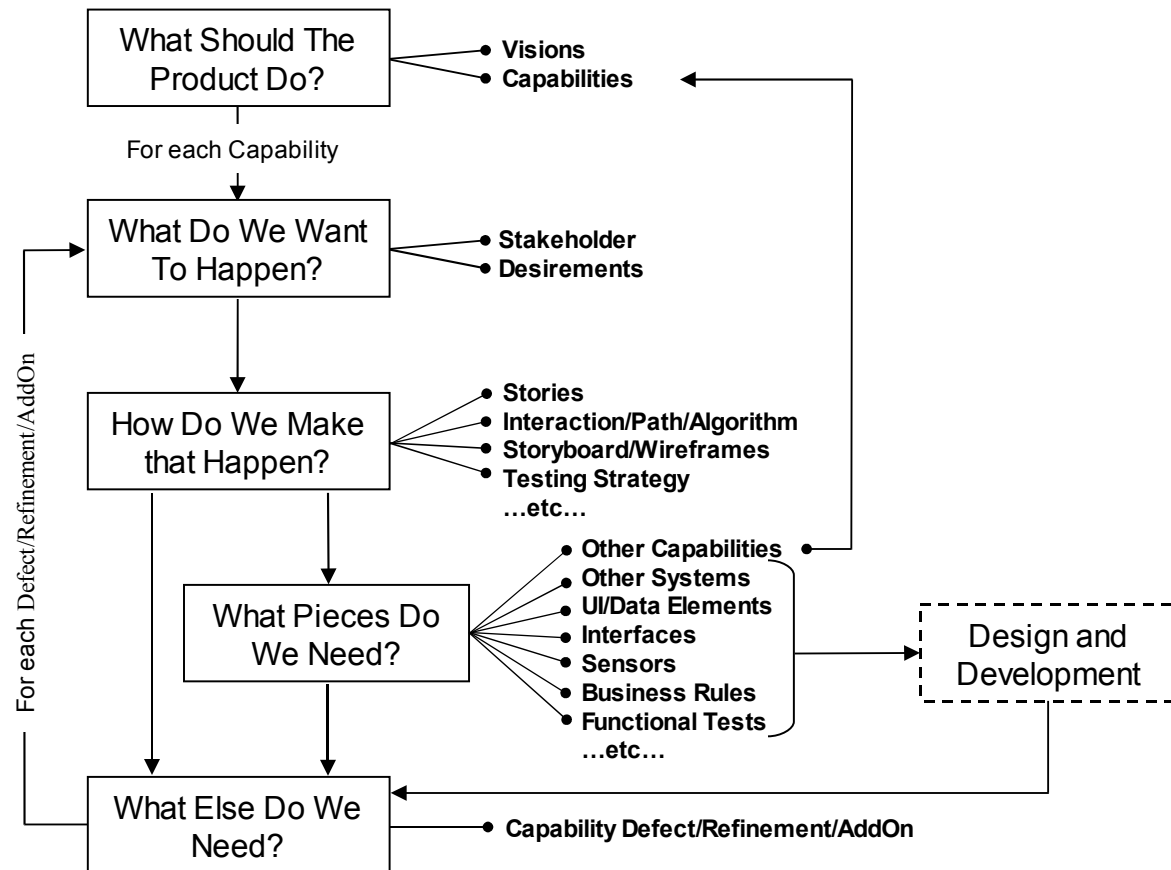 What Should The
Product Do?
Visions
Capabilities
For each Capability
What Do We Want
To Happen?
Stakeholder
Desirements
For each Defect/Refinement/AddOn
How Do We Make
that Happen?
Stories
Interaction/Path/Algorithm
Storyboard/Wireframes
Testing Strategy
…etc…
What Pieces Do
We Need?
Other Capabilities
Other Systems
UI/Data Elements
Interfaces
Sensors
Business Rules
Functional Tests
…etc…
Design and
Development
What Else Do We
Need?
Capability Defect/Refinement/AddOn